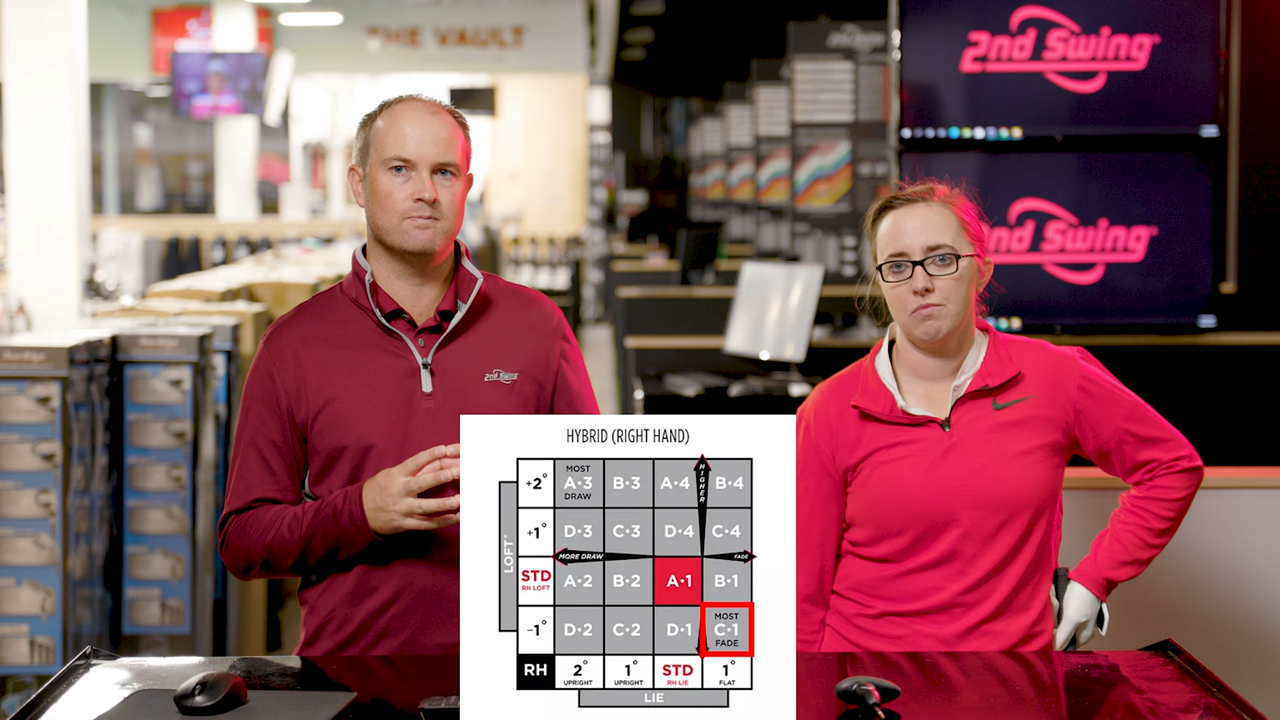 THE VAULT
2nd Swing
2nd Swing
2nd Swing
HYBRID (RIGHT HAND)
LOFT°
+2° MOST A•3 DRAW B•3 A•4 B•4
HIGHER
+1° D•3 C•3 D•4 C•4
MORE DRAW FADE
STD RH LOFT A•2 B•2 A•1 B•1
-1° D•2 C•2 D•1 MOST C•1 FADE
RH 2° UPRIGHT 1° UPRIGHT STD RH LIE 1° FLAT
LIE